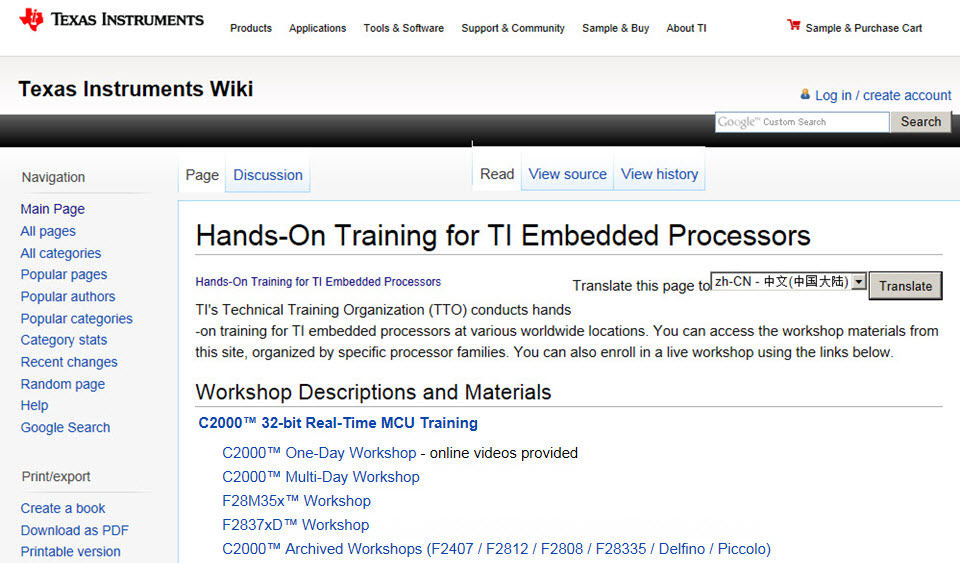 TEXAS INSTRUMENTS
Products Applications Tools & Software Support & Community Sample & Buy About TI Sample & Purchase Cart
Texas Instruments Wiki
Log in / create account
Google™ Custom Search Search
Navigation
Main Page
All pages
All categories
Popular pages
Popular authors
Popular categories
Category stats
Recent changes
Random page
Help
Google Search
Print/export
Create a book
Download as PDF
Printable version
Page Discussion Read View source View history
Hands-On Training for TI Embedded Processors
Hands-On Training for TI Embedded Processors
Translate this page to zh-CN - 中文(中国大陆) Translate
TI's Technical Training Organization (TTO) conducts hands
-on training for TI embedded processors at various worldwide locations. You can access the workshop materials from
this site, organized by specific processor families. You can also enroll in a live workshop using the links below.
Workshop Descriptions and Materials
C2000™ 32-bit Real-Time MCU Training
C2000™ One-Day Workshop - online videos provided
C2000™ Multi-Day Workshop
F28M35x™ Workshop
F2837xD™ Workshop
C2000™ Archived Workshops (F2407 / F2812 / F2808 / F28335 / Delfino / Piccolo)